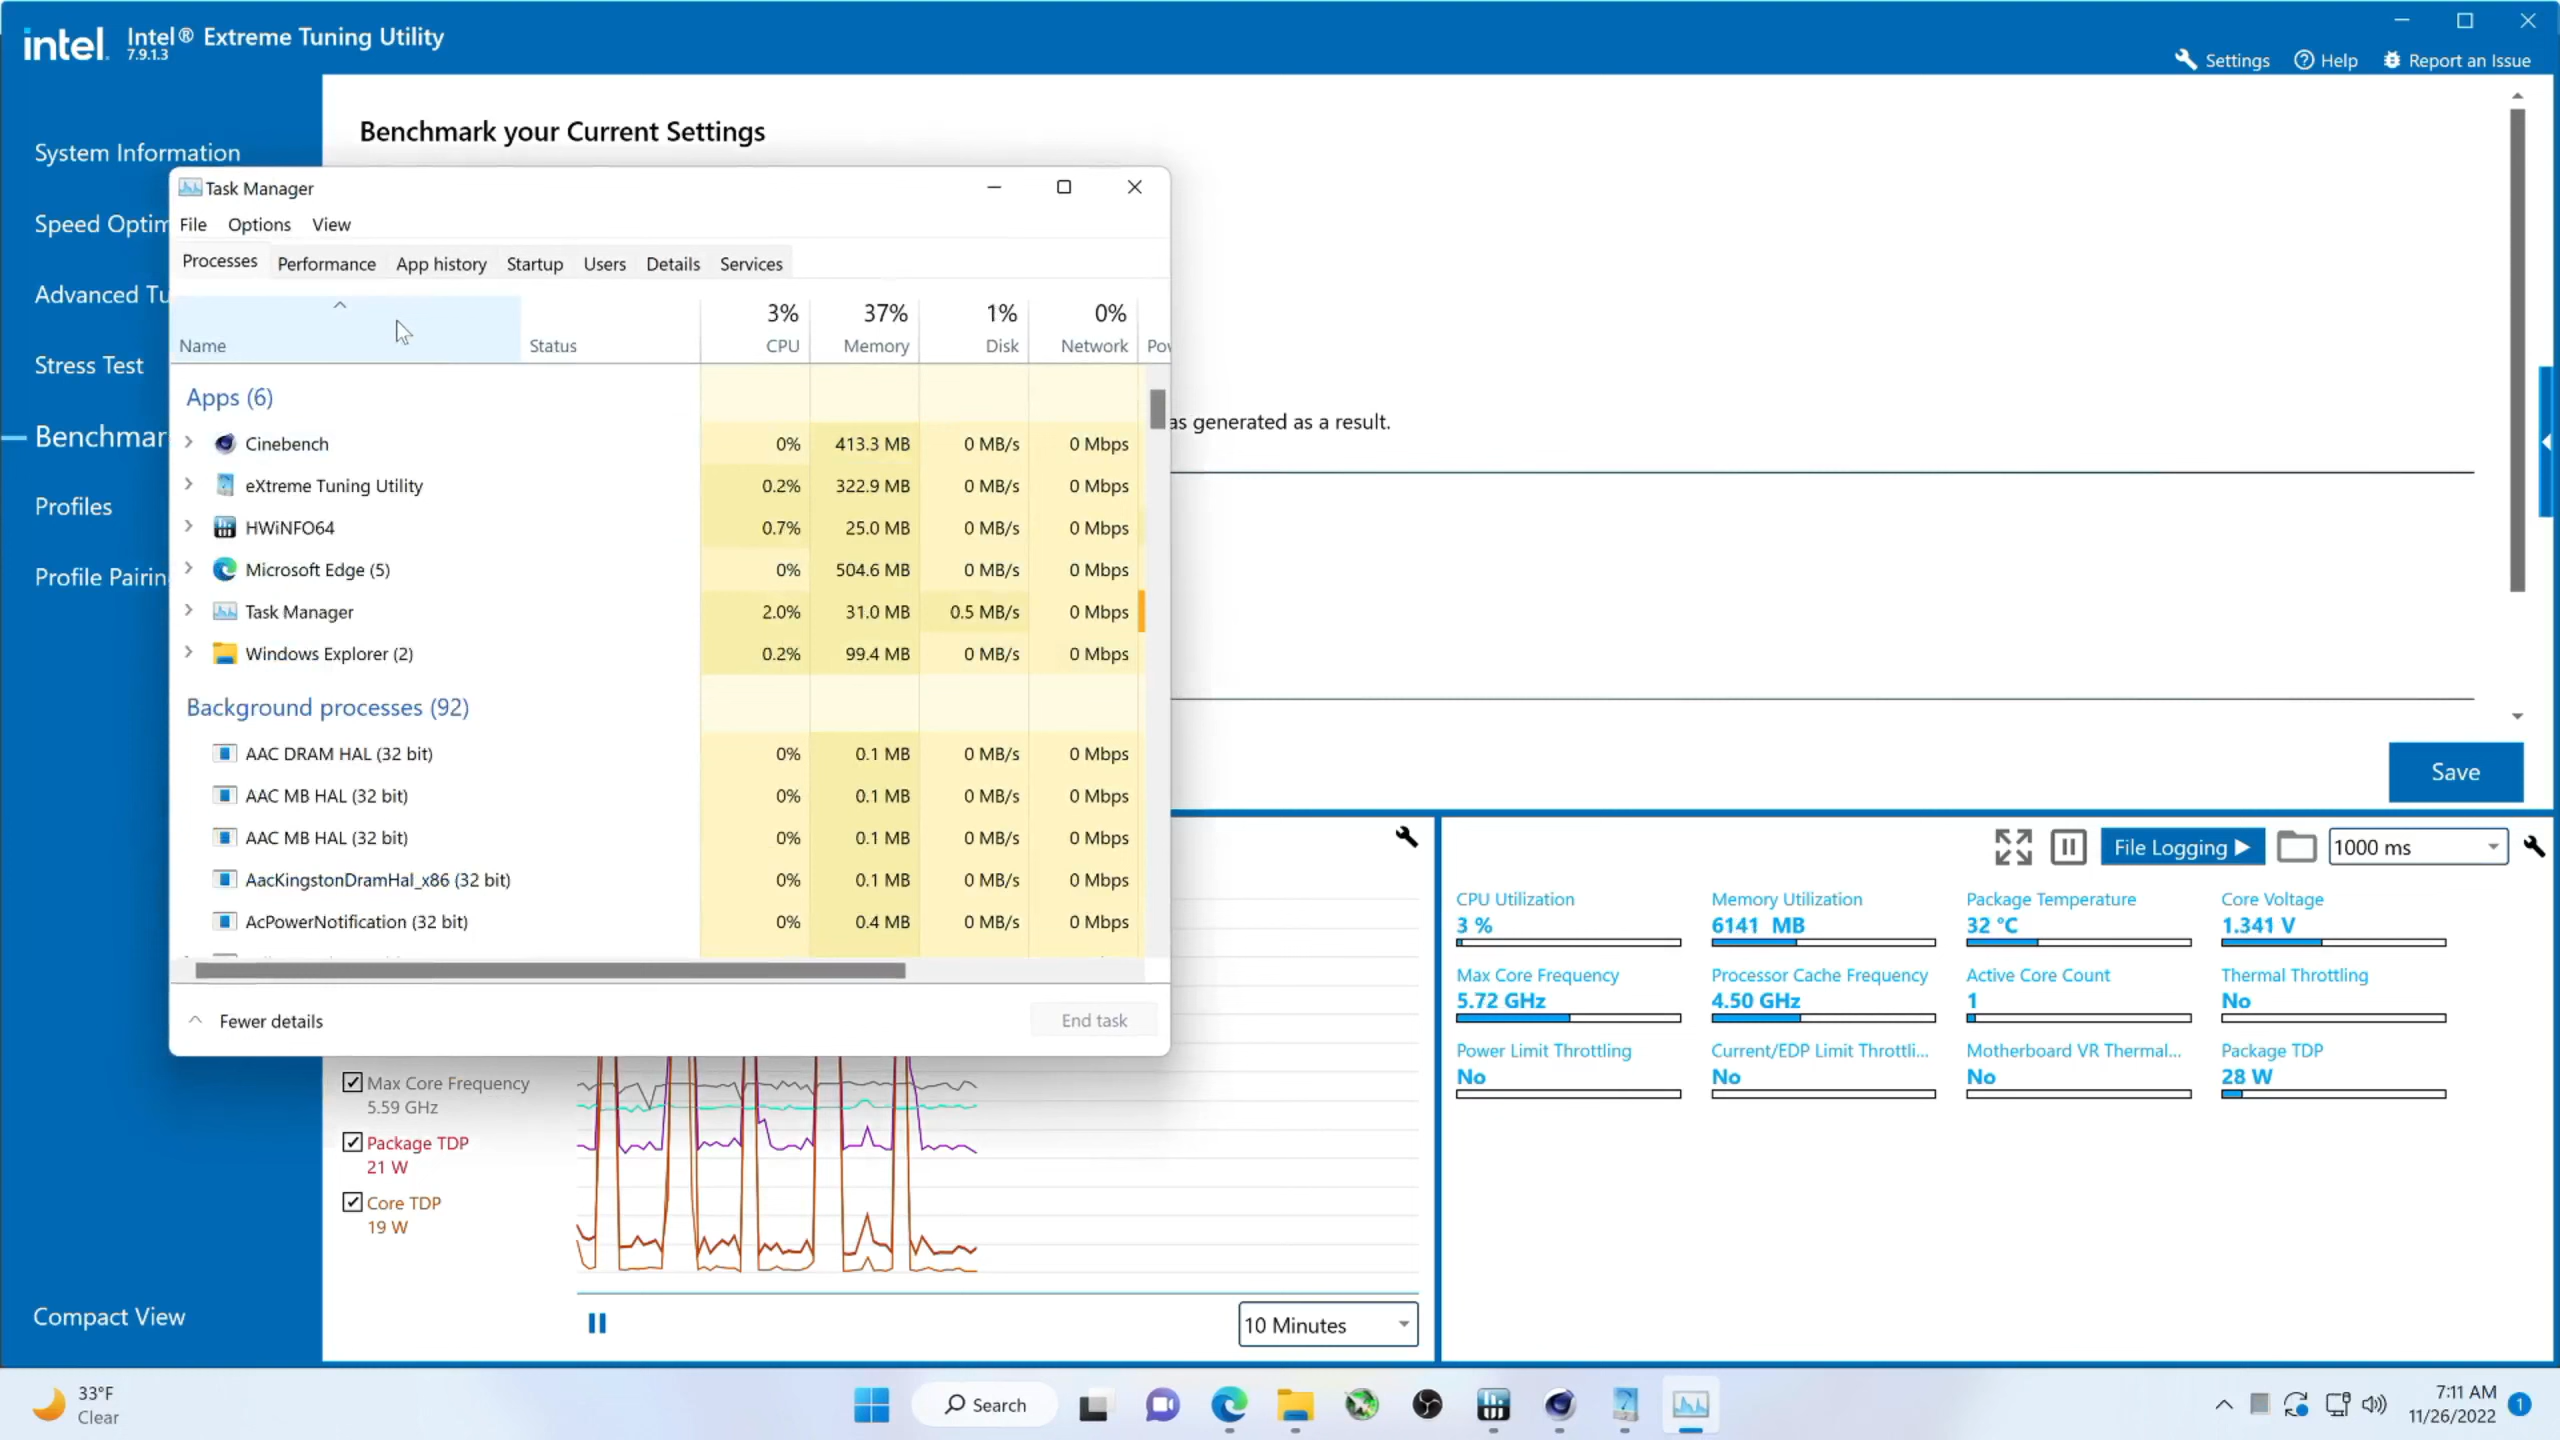 intel.
Intel® Extreme Tuning Utility
7.9.1.3
Settings
Help
Report an Issue
System Information
Speed Optim
Advanced Tu
Stress Test
Benchmar
Profiles
Profile Pairin
Compact View
Benchmark your Current Settings
as generated as a result.
Save
Task Manager
File Options View
Processes Performance App history Startup Users Details Services
3% 37% 1% 0%
Name Status CPU Memory Disk Network Pow
Apps (6)
Cinebench 0% 413.3 MB 0 MB/s 0 Mbps
eXtreme Tuning Utility 0.2% 322.9 MB 0 MB/s 0 Mbps
HWiNFO64 0.7% 25.0 MB 0 MB/s 0 Mbps
Microsoft Edge (5) 0% 504.6 MB 0 MB/s 0 Mbps
Task Manager 2.0% 31.0 MB 0.5 MB/s 0 Mbps
Windows Explorer (2) 0.2% 99.4 MB 0 MB/s 0 Mbps
Background processes (92)
AAC DRAM HAL (32 bit) 0% 0.1 MB 0 MB/s 0 Mbps
AAC MB HAL (32 bit) 0% 0.1 MB 0 MB/s 0 Mbps
AAC MB HAL (32 bit) 0% 0.1 MB 0 MB/s 0 Mbps
AacKingstonDramHal_x86 (32 bit) 0% 0.1 MB 0 MB/s 0 Mbps
AcPowerNotification (32 bit) 0% 0.4 MB 0 MB/s 0 Mbps
Fewer details
End task
Max Core Frequency
5.59 GHz
Package TDP
21 W
Core TDP
19 W
10 Minutes
File Logging
1000 ms
CPU Utilization Memory Utilization Package Temperature Core Voltage
3 % 6141 MB 32 °C 1.341 V
Max Core Frequency Processor Cache Frequency Active Core Count Thermal Throttling
5.72 GHz 4.50 GHz 1 No
Power Limit Throttling Current/EDP Limit Throttli... Motherboard VR Thermal... Package TDP
No No No 28 W
33°F
Clear
Search
7:11 AM
11/26/2022
1